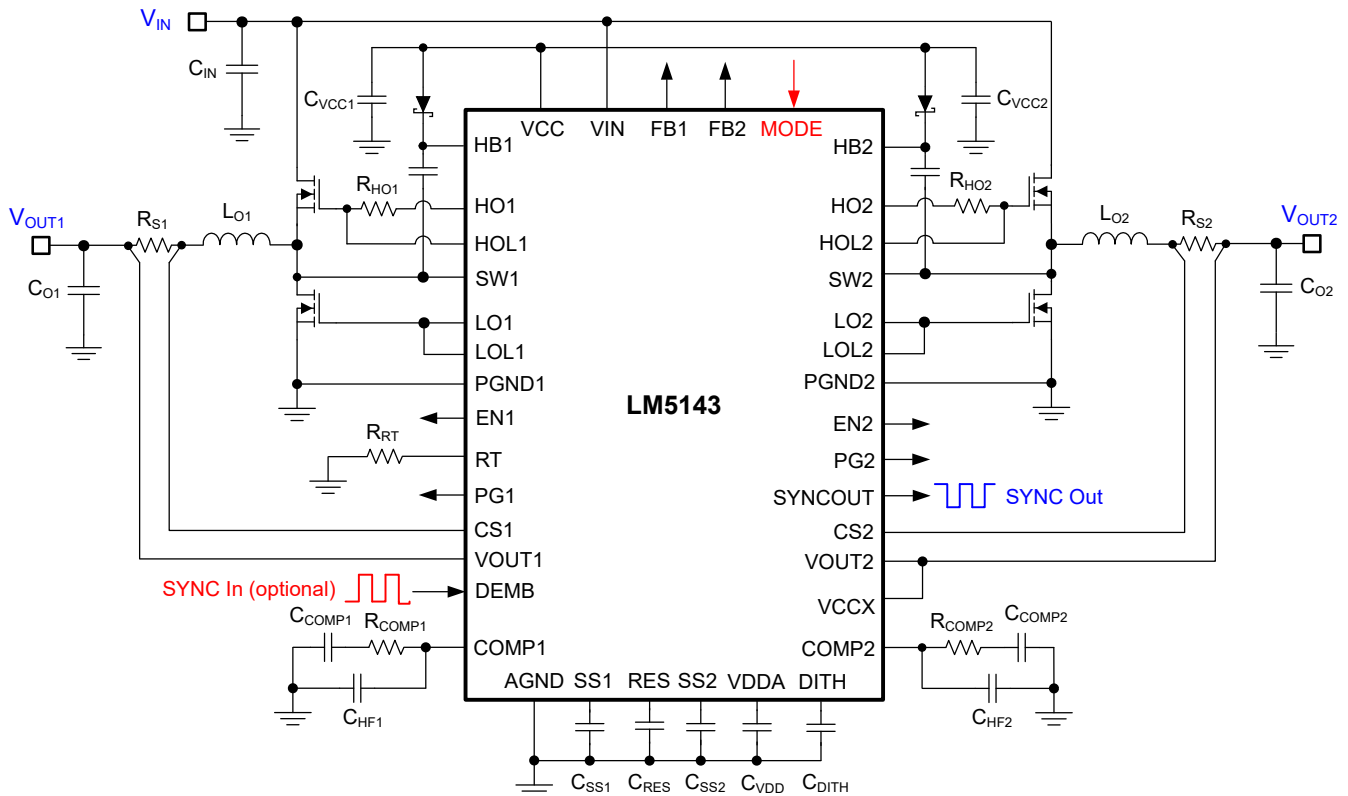 VIN
CIN
CVCC1
CVCC2
VCC VIN FB1 FB2 MODE
HB1
HB2
RHO1
HO1
HO2
RHO2
VOUT1
RS1
LO1
HOL1
HOL2
LO2
RS2
VOUT2
SW1
SW2
CO1
CO2
LO1
LO2
LOL1
LOL2
PGND1
PGND2
LM5143
EN1
EN2
RRT
RT
PG2
PG1
SYNCOUT
SYNC Out
CS1
CS2
VOUT1
VOUT2
SYNC In (optional)
DEMB
VCCX
CCOMP1
RCOMP1
COMP1
COMP2
RCOMP2
CCOMP2
CHF1
CHF2
AGND SS1 RES SS2 VDDA DITH
CSS1 CRES CSS2 CVDD CDITH